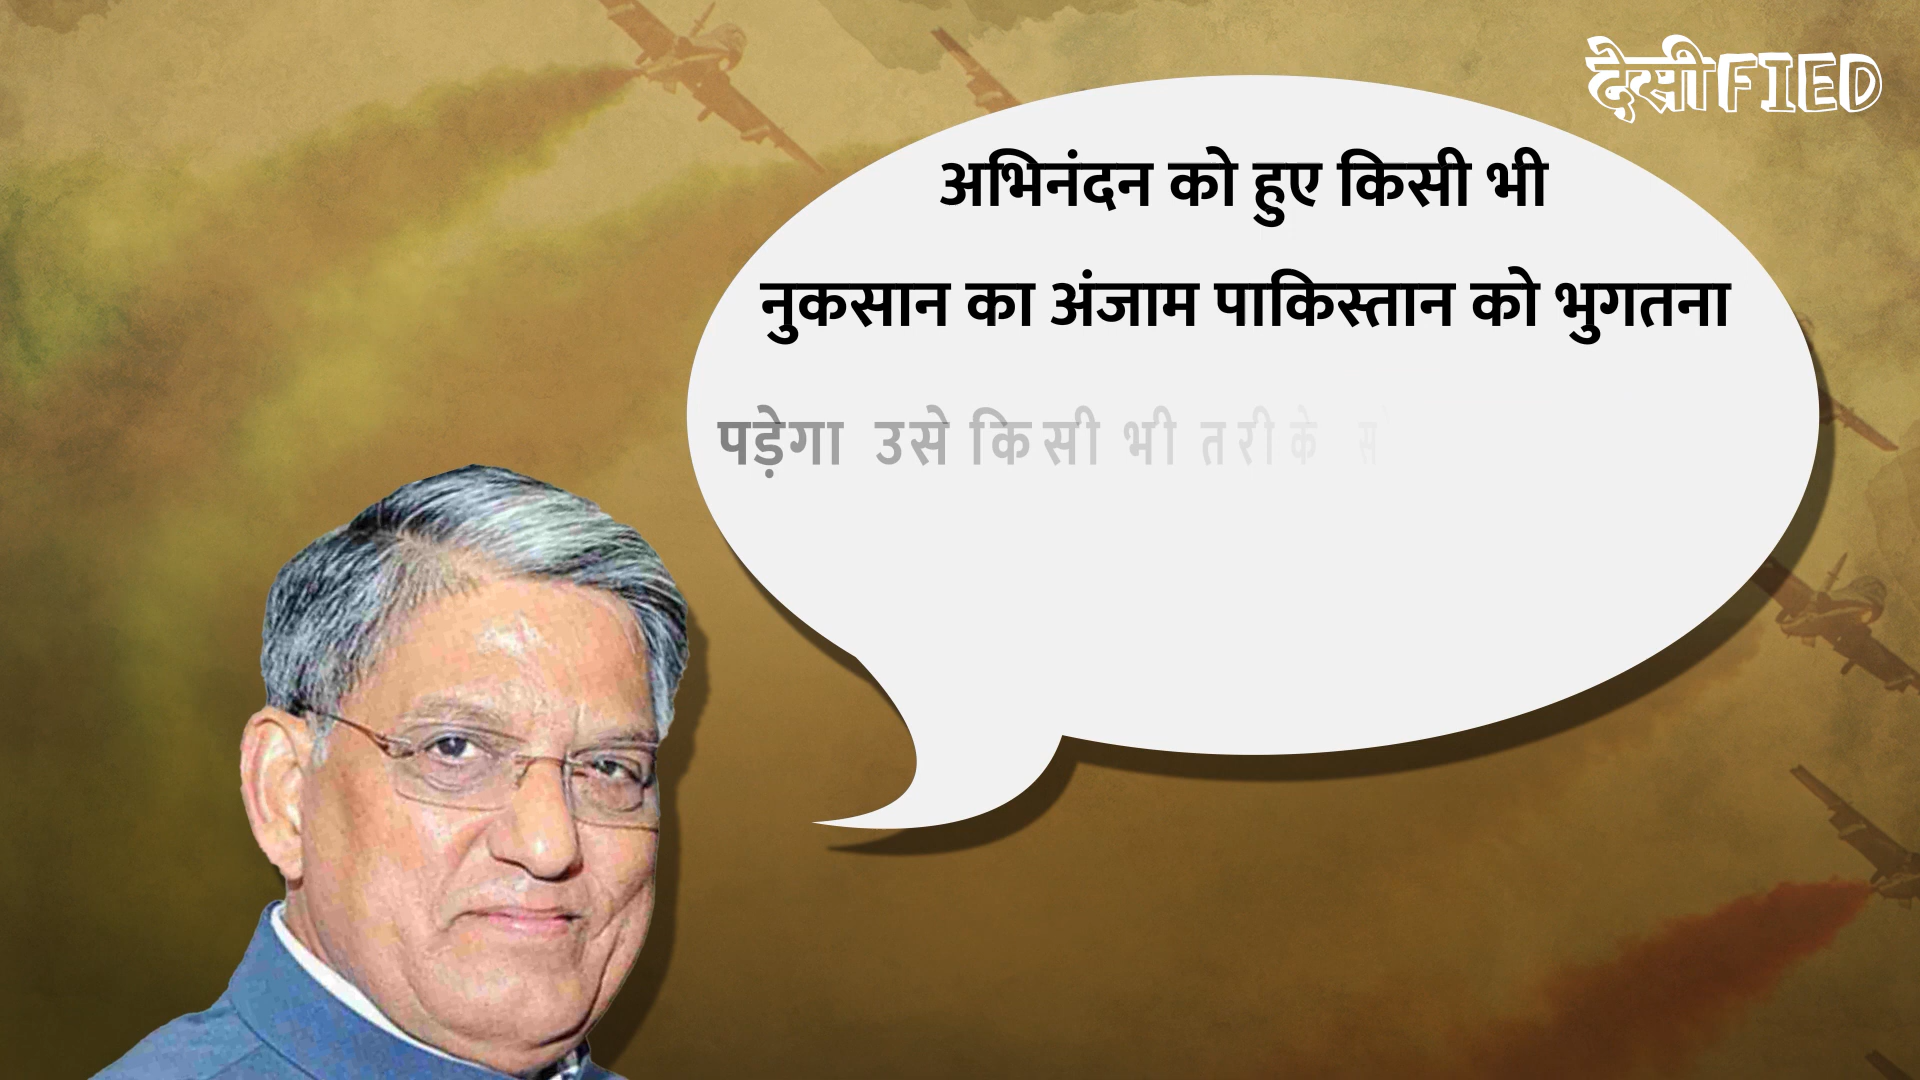 देसीFIED
अभिनंदन को हुए किसी भी
नुकसान का अंजाम पाकिस्तान को भुगतना
पड़ेगा उसे किसी भी तरीके से